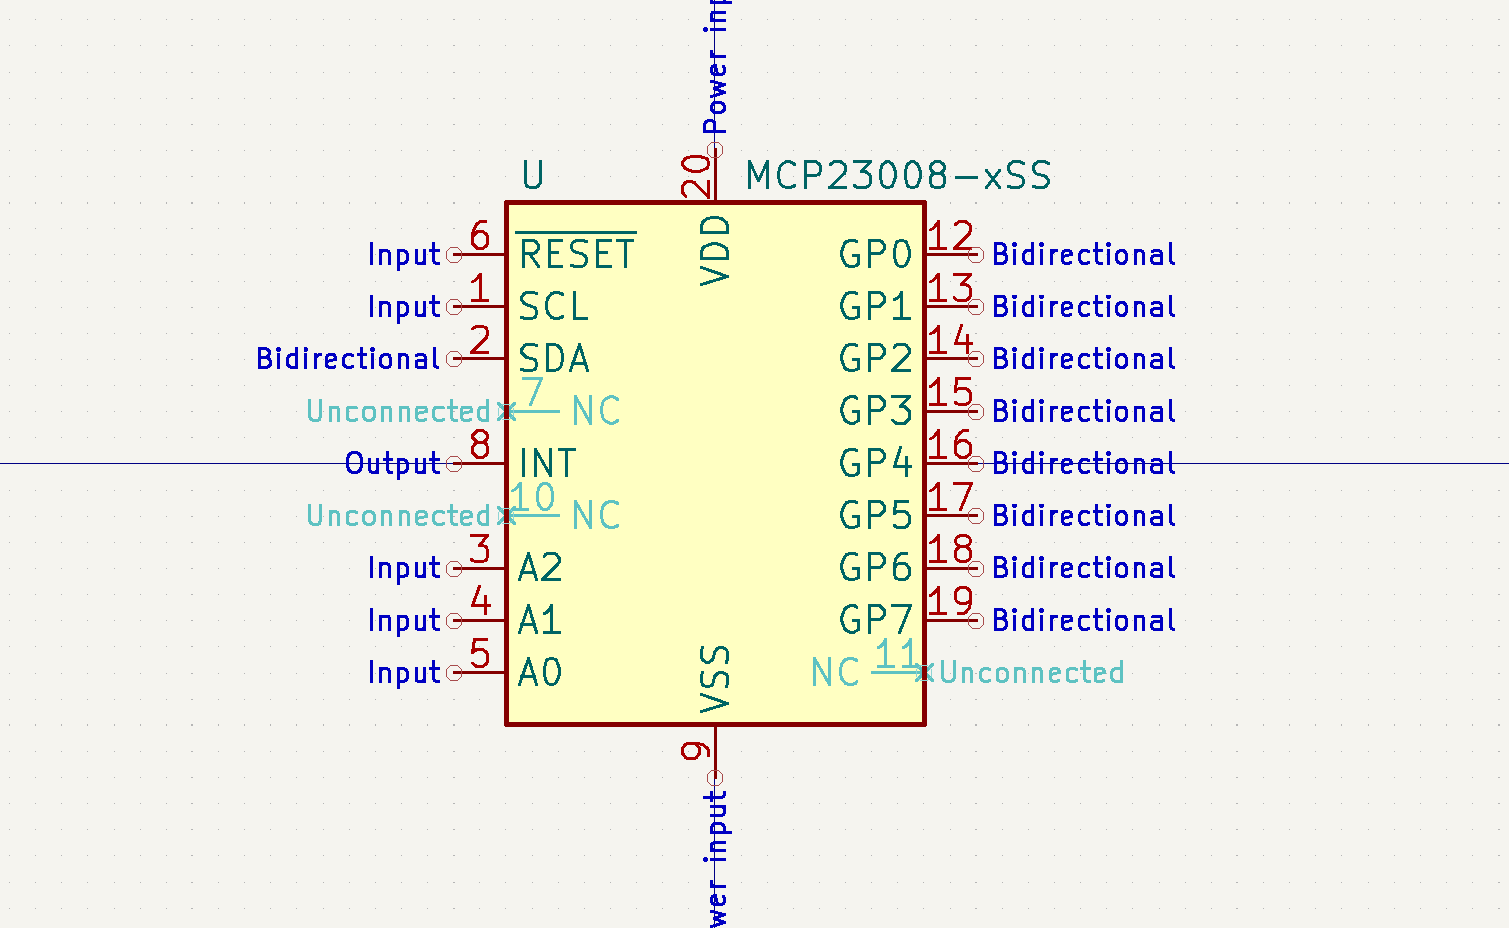 Power inp
20
U
MCP23008-xSS
VDD
Input 6 RESET
GP0 12 Bidirectional
Input 1 SCL
GP1 13 Bidirectional
Bidirectional 2 SDA
GP2 14 Bidirectional
Unconnected 7 NC
GP3 15 Bidirectional
Output 8 INT
GP4 16 Bidirectional
Unconnected 10 NC
GP5 17 Bidirectional
Input 3 A2
GP6 18 Bidirectional
Input 4 A1
GP7 19 Bidirectional
Input 5 A0
NC 11 Unconnected
VSS
9
wer input